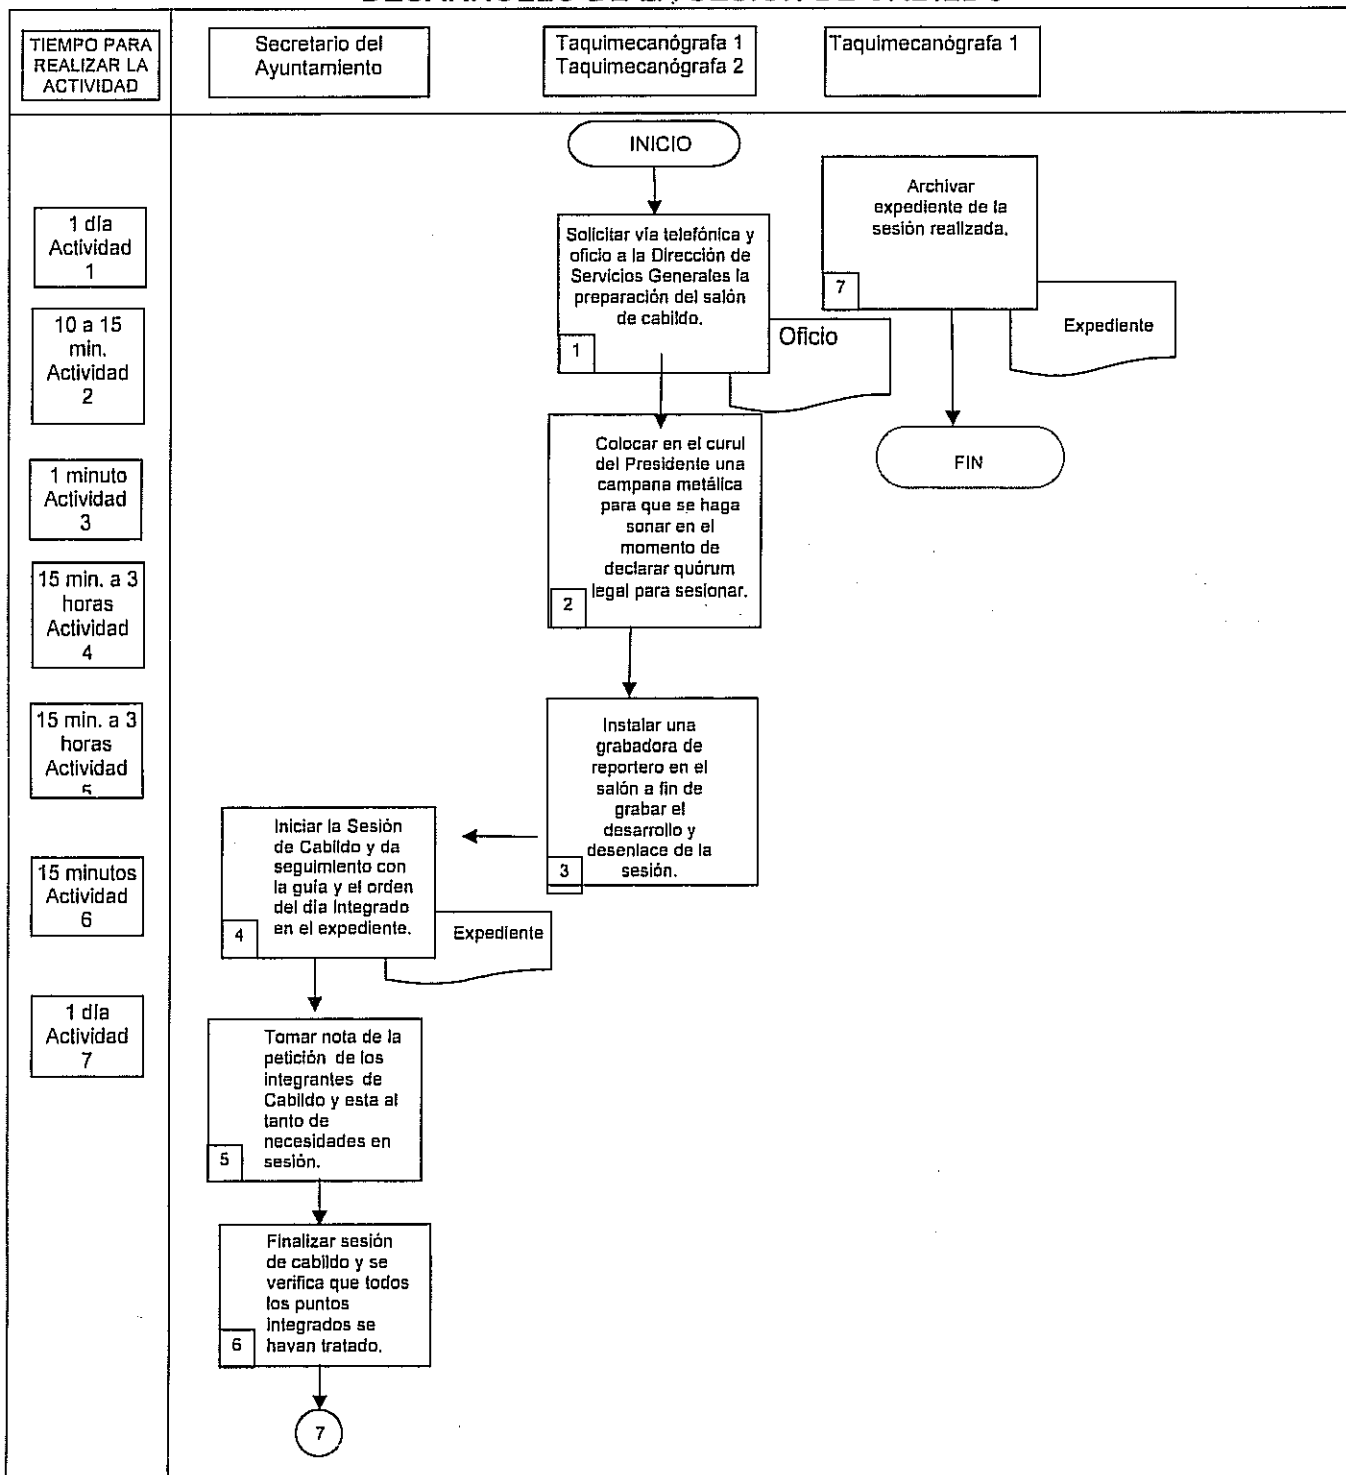 TIEMPO PARA
REALIZAR LA
ACTIVIDAD
Secretario del
Ayuntamiento
Taquimecanógrafa 1
Taquimecanógrafa 2
Taquimecanógrafa 1
1 día
Actividad
1
10 a 15
min.
Actividad
2
1 minuto
Actividad
3
15 min. a 3
horas
Actividad
4
15 min. a 3
horas
Actividad
5
15 minutos
Actividad
6
1 día
Actividad
7
INICIO
Solicitar vía telefónica y
oficio a la Dirección de
Servicios Generales la
preparación del salón
de cabildo.
1
Oficio
Colocar en el curul
del Presidente una
campana metálica
para que se haga
sonar en el
momento de
declarar quórum
legal para sesionar.
2
Instalar una
grabadora de
reportero en el
salón a fin de
grabar el
desarrollo y
desenlace de la
sesión.
3
Iniciar la Sesión
de Cabildo y da
seguimiento con
la guía y el orden
del día integrado
en el expediente.
4
Expediente
Tomar nota de la
petición de los
integrantes de
Cabildo y esta al
tanto de
necesidades en
sesión.
5
Finalizar sesión
de cabildo y se
verifica que todos
los puntos
integrados se
hayan tratado.
6
7
Archivar
expediente de la
sesión realizada.
7
Expediente
FIN